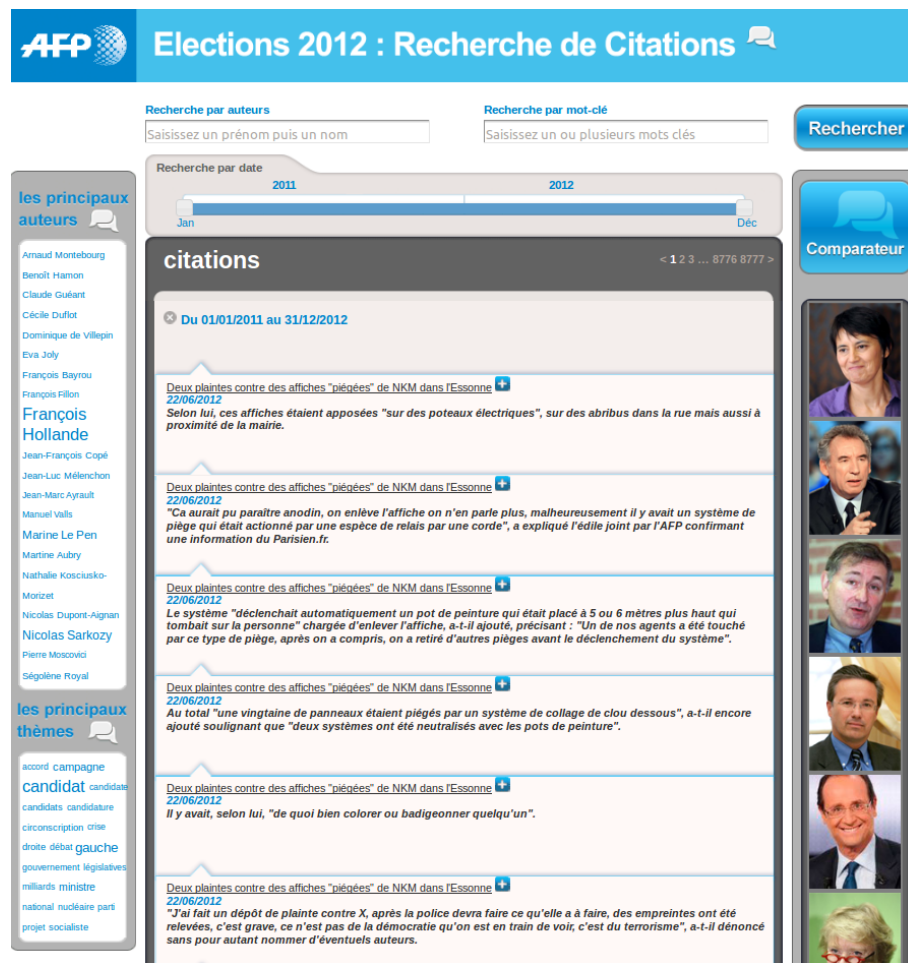 AFP
Elections 2012 : Recherche de Citations
Recherche par auteurs
Saisissez un prénom puis un nom
Recherche par mot-clé
Saisissez un ou plusieurs mots clés
Rechercher
Recherche par date
2011
2012
Jan
Déc
les principaux
auteurs
Arnaud Montebourg
Benoît Hamon
Claude Guéant
Cécile Duflot
Dominique de Villepin
Eva Joly
François Bayrou
François Fillon
François
Hollande
Jean-François Copé
Jean-Luc Mélenchon
Jean-Marc Ayrault
Manuel Valls
Marine Le Pen
Martine Aubry
Nathalie Kosciusko-
Morizet
Nicolas Dupont-Aignan
Nicolas Sarkozy
Pierre Moscovici
Ségolène Royal
les principaux
thèmes
accord campagne
candidat candidate
candidats candidature
circonscription crise
droite débat gauche
gouvernement législatives
milliards ministre
national nucléaire parti
projet socialiste
citations
< 1 2 3 ... 8776 8777 >
Du 01/01/2011 au 31/12/2012
Deux plaintes contre des affiches "piégées" de NKM dans l'Essonne
22/06/2012
Selon lui, ces affiches étaient apposées "sur des poteaux électriques", sur des abribus dans la rue mais aussi à
proximité de la mairie.
Deux plaintes contre des affiches "piégées" de NKM dans l'Essonne
22/06/2012
"Ca aurait pu paraître anodin, on enlève l'affiche on n'en parle plus, malheureusement il y avait un système de
piège qui était actionné par une espèce de relais par une corde", a expliqué l'édile joint par l'AFP confirmant
une information du Parisien.fr.
Deux plaintes contre des affiches "piégées" de NKM dans l'Essonne
22/06/2012
Le système "déclenchait automatiquement un pot de peinture qui était placé à 5 ou 6 mètres plus haut qui
tombait sur la personne" chargée d'enlever l'affiche, a-t-il ajouté, précisant : "Un de nos agents a été touché
par ce type de piège, après on a compris, on a retiré d'autres pièges avant le déclenchement du système".
Deux plaintes contre des affiches "piégées" de NKM dans l'Essonne
22/06/2012
Au total "une vingtaine de panneaux étaient piégés par un système de collage de clou dessous", a-t-il encore
ajouté soulignant que "deux systèmes ont été neutralisés avec les pots de peinture".
Deux plaintes contre des affiches "piégées" de NKM dans l'Essonne
22/06/2012
Il y avait, selon lui, "de quoi bien colorer ou badigeonner quelqu'un".
Deux plaintes contre des affiches "piégées" de NKM dans l'Essonne
22/06/2012
"J'ai fait un dépôt de plainte contre X, après la police devra faire ce qu'elle a à faire, des empreintes ont été
relevées, c'est grave, ce n'est pas de la démocratie qu'on est en train de voir, c'est du terrorisme", a-t-il dénoncé
sans pour autant nommer d'éventuels auteurs.
Comparateur